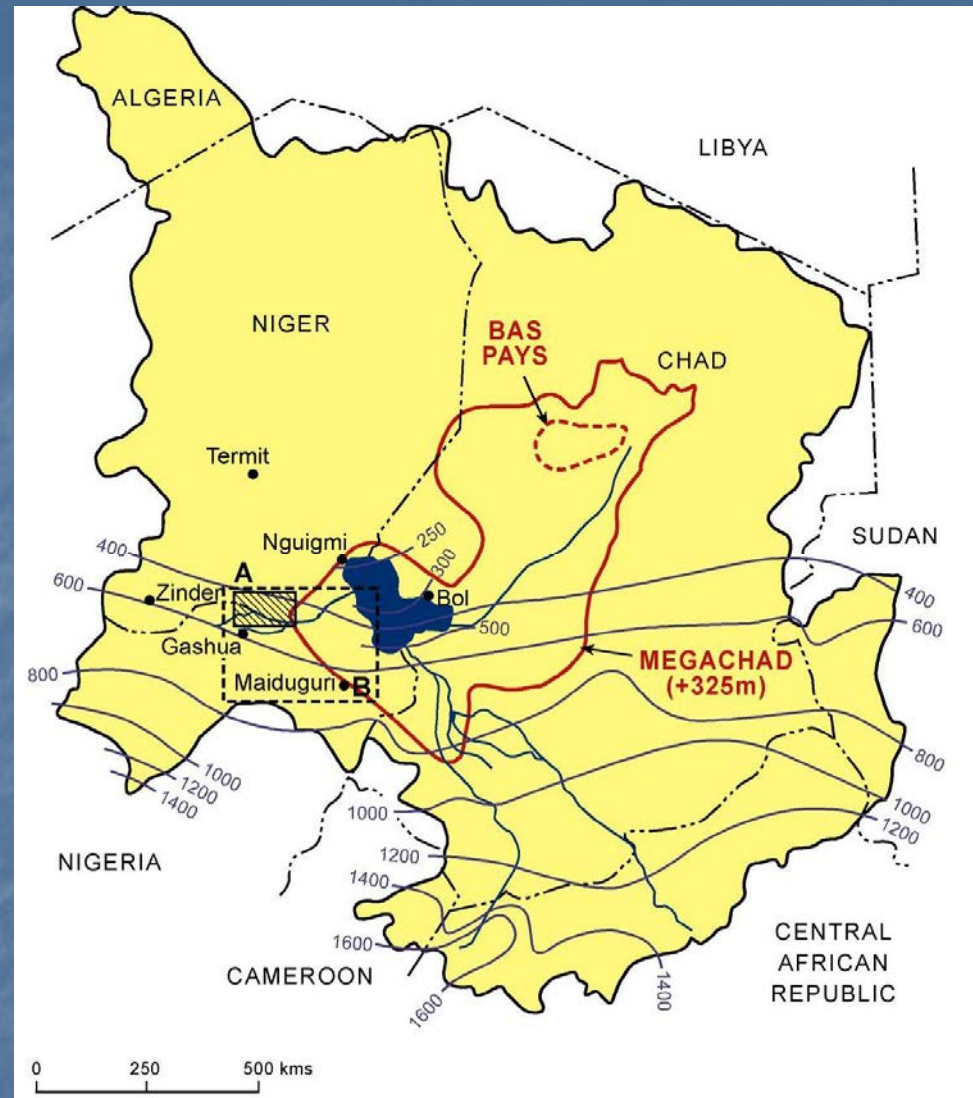 ALGERIA
LIBYA
NIGER
BAS
PAYS
CHAD
Termit
SUDAN
Nguigmi
250
400
300
A
600
Zinder
Bol
400
500
600
Gashua
MEGACHAD
(+325m)
800
Maiduguri
B
800
1000
1200
1400
1000
1000
1200
NIGERIA
1200
1400
CENTRAL
AFRICAN
REPUBLIC
1600
CAMEROON
1400
1600
0 250 500 kms